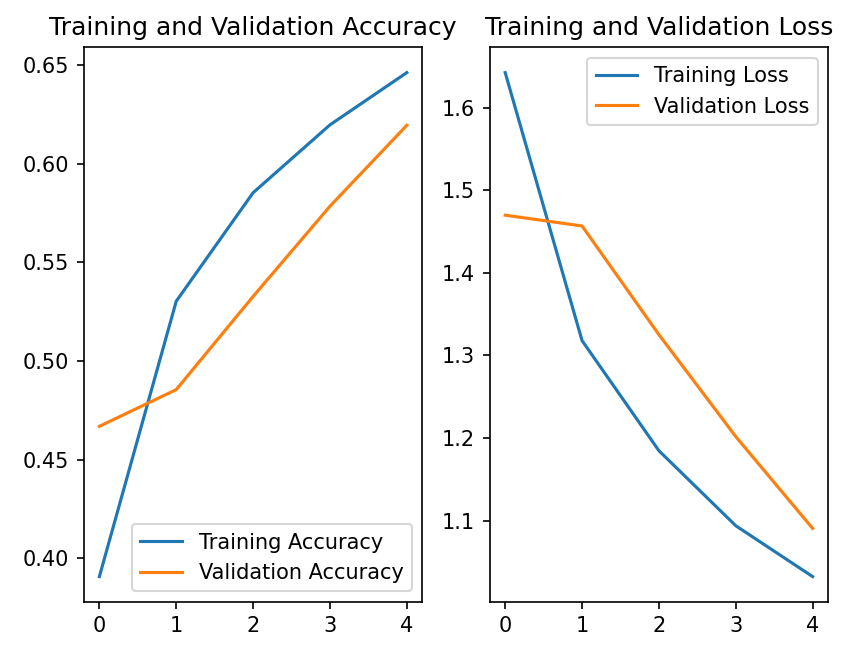 Training and Validation Accuracy
0.65
0.60
0.55
0.50
0.45
0.40
Training Accuracy
Validation Accuracy
0 1 2 3 4
Training and Validation Loss
Training Loss
Validation Loss
1.6
1.5
1.4
1.3
1.2
1.1
0 1 2 3 4